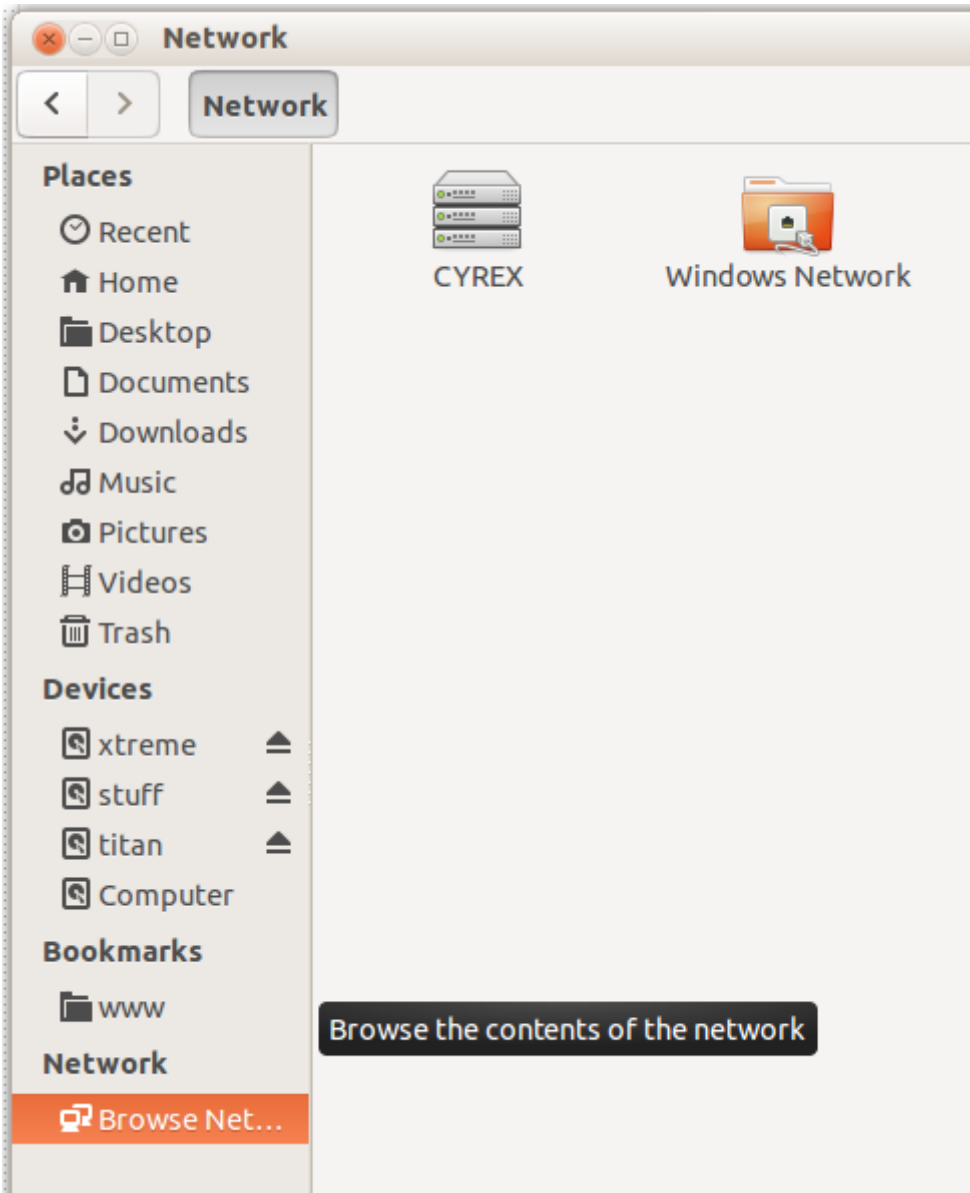 Network
Network
Places
Recent
Home
Desktop
Documents
Downloads
Music
Pictures
Videos
Trash
Devices
xtreme
stuff
titan
Computer
Bookmarks
www
Network
Browse Net...
CYREX
Windows Network
Browse the contents of the network